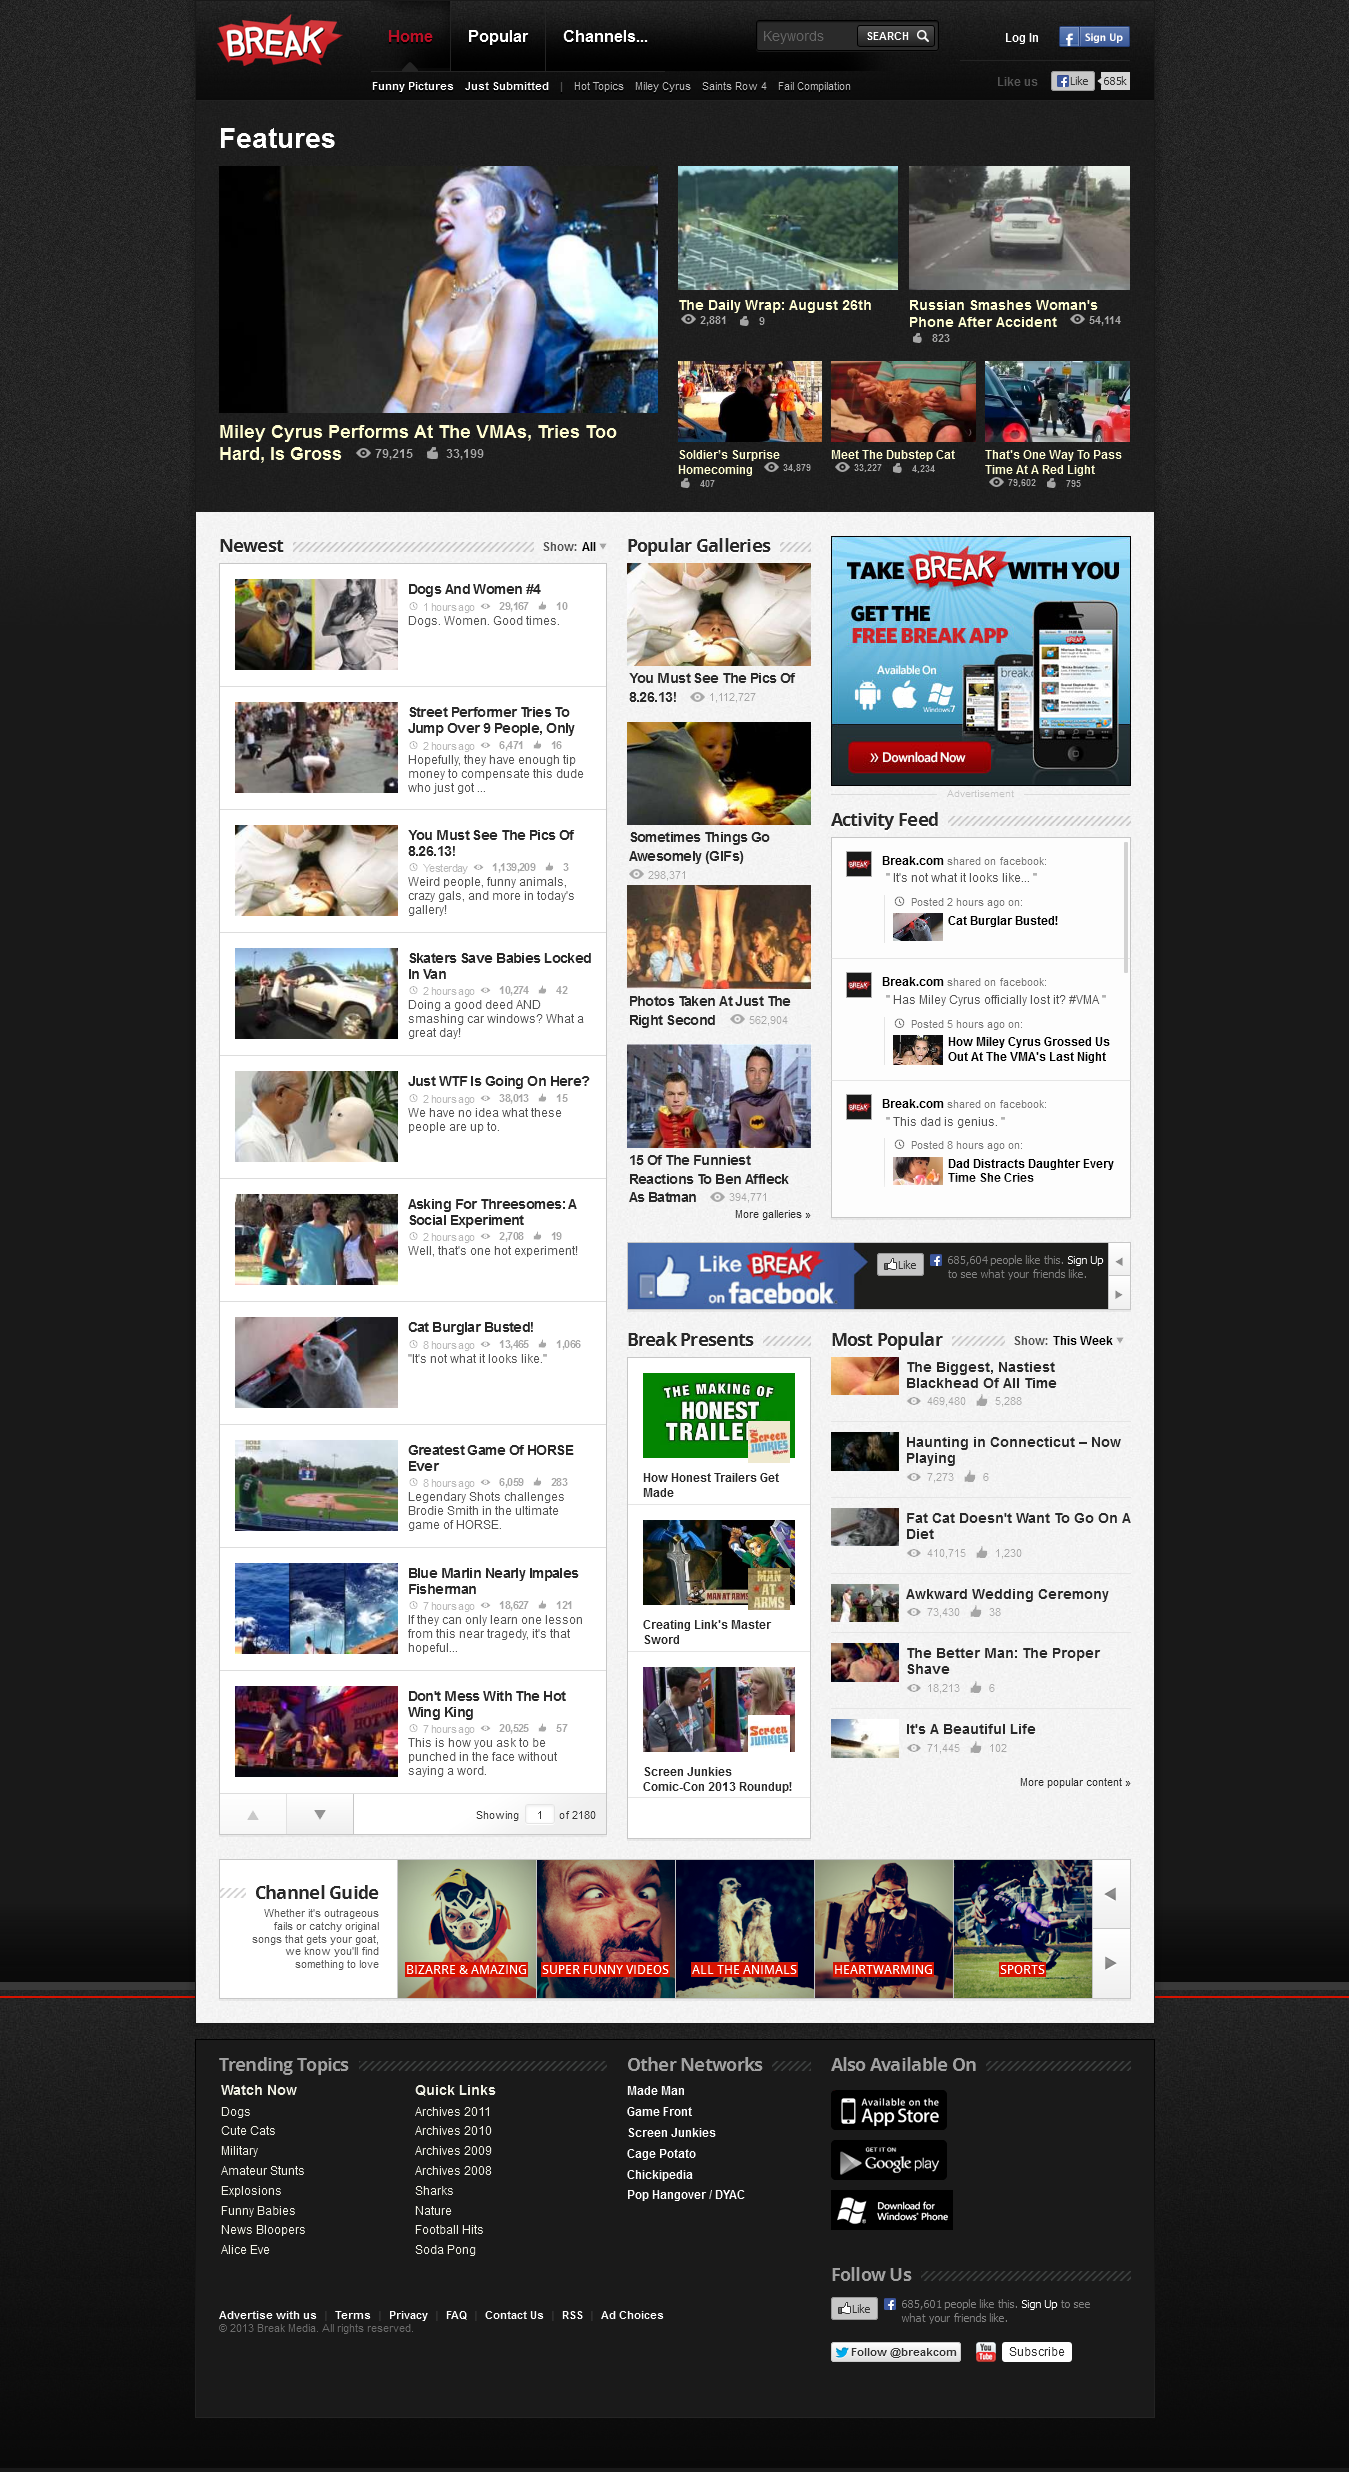 BREAK
Home
Popular
Channels...
Keywords
SEARCH
Log In
Sign Up
Like us
Like
685k
Funny Pictures
Just Submitted
|
Hot Topics
Miley Cyrus
Saints Row 4
Fail Compilation
Features
Miley Cyrus Performs At The VMAs, Tries Too
Hard, Is Gross 79,215 33,199
The Daily Wrap: August 26th
2,881 9
Russian Smashes Woman's
Phone After Accident 54,114
823
Soldier's Surprise
Homecoming 34,879
407
Meet The Dubstep Cat
33,227 4,234
That's One Way To Pass
Time At A Red Light
79,602 795
Newest
Show: All
Dogs And Women #4
1 hours ago 29,167 10
Dogs. Women. Good times.
Street Performer Tries To
Jump Over 9 People, Only
2 hours ago 6,471 16
Hopefully, they have enough tip
money to compensate this dude
who just got ...
You Must See The Pics Of
8.26.13!
Yesterday 1,139,209 3
Weird people, funny animals,
crazy gals, and more in today's
gallery!
Skaters Save Babies Locked
In Van
2 hours ago 10,274 42
Doing a good deed AND
smashing car windows? What a
great day!
Just WTF Is Going On Here?
2 hours ago 38,013 15
We have no idea what these
people are up to.
Asking For Threesomes: A
Social Experiment
2 hours ago 2,708 19
Well, that's one hot experiment!
Cat Burglar Busted!
8 hours ago 13,465 1,066
"It's not what it looks like."
Greatest Game Of HORSE
Ever
8 hours ago 6,059 283
Legendary Shots challenges
Brodie Smith in the ultimate
game of HORSE.
Blue Marlin Nearly Impales
Fisherman
7 hours ago 18,627 121
If they can only learn one lesson
from this near tragedy, it's that
hopeful...
Don't Mess With The Hot
Wing King
7 hours ago 20,525 57
This is how you ask to be
punched in the face without
saying a word.
Showing 1 of 2180
Popular Galleries
You Must See The Pics Of
8.26.13! 1,112,727
Sometimes Things Go
Awesomely (GIFs)
298,371
Photos Taken At Just The
Right Second 562,904
15 Of The Funniest
Reactions To Ben Affleck
As Batman 394,771
More galleries »
TAKE BREAK WITH YOU
GET THE
FREE BREAK APP
Available On
Windows 7
» Download Now
Advertisement
Activity Feed
Break.com shared on facebook:
" It's not what it looks like... "
Posted 2 hours ago on:
Cat Burglar Busted!
Break.com shared on facebook:
" Has Miley Cyrus officially lost it? #VMA "
Posted 5 hours ago on:
How Miley Cyrus Grossed Us
Out At The VMA's Last Night
Break.com shared on facebook:
" This dad is genius. "
Posted 8 hours ago on:
Dad Distracts Daughter Every
Time She Cries
Like BREAK
on facebook
Like
685,604 people like this. Sign Up
to see what your friends like.
Break Presents
THE MAKING OF
HONEST
TRAILE
Screen
JUNKIES
How Honest Trailers Get
Made
MAN AT ARMS
MAN
AT
ARMS
Creating Link's Master
Sword
Screen
JUNKIES
Screen Junkies
Comic-Con 2013 Roundup!
Most Popular
Show: This Week
The Biggest, Nastiest
Blackhead Of All Time
469,480 5,288
Haunting in Connecticut – Now
Playing
7,273 6
Fat Cat Doesn't Want To Go On A
Diet
410,715 1,230
Awkward Wedding Ceremony
73,430 38
The Better Man: The Proper
Shave
18,213 6
It's A Beautiful Life
71,445 102
More popular content »
Channel Guide
Whether it's outrageous
fails or catchy original
songs that gets your goat,
we know you'll find
something to love
BIZARRE & AMAZING
SUPER FUNNY VIDEOS
ALL THE ANIMALS
HEARTWARMING
SPORTS
Trending Topics
Watch Now
Dogs
Cute Cats
Military
Amateur Stunts
Explosions
Funny Babies
News Bloopers
Alice Eve
Quick Links
Archives 2011
Archives 2010
Archives 2009
Archives 2008
Sharks
Nature
Football Hits
Soda Pong
Other Networks
Made Man
Game Front
Screen Junkies
Cage Potato
Chickipedia
Pop Hangover / DYAC
Also Available On
Available on the
App Store
GET IT ON
Google play
Download for
Windows Phone
Follow Us
Like
685,601 people like this. Sign Up to see
what your friends like.
Follow @breakcom
You
Tube
Subscribe
Advertise with us | Terms | Privacy | FAQ | Contact Us | RSS | Ad Choices
© 2013 Break Media. All rights reserved.